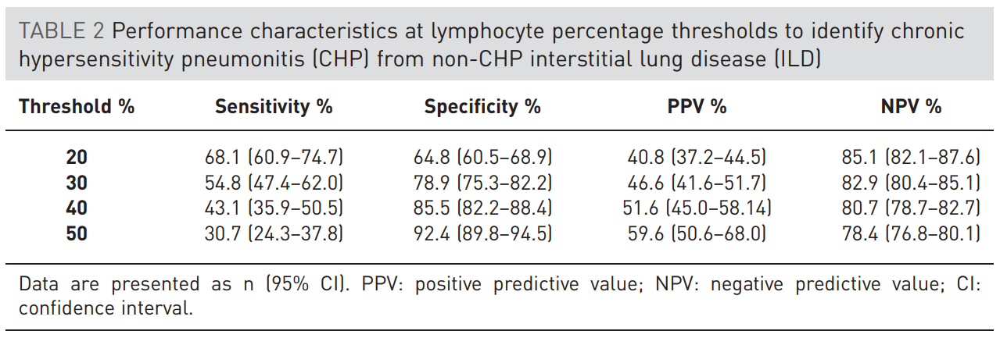 TABLE 2 Performance characteristics at lymphocyte percentage thresholds to identify chronic
hypersensitivity pneumonitis (CHP) from non-CHP interstitial lung disease (ILD)
Threshold % Sensitivity % Specificity % PPV % NPV %
20 68.1 (60.9–74.7) 64.8 (60.5–68.9) 40.8 (37.2–44.5) 85.1 (82.1–87.6)
30 54.8 (47.4–62.0) 78.9 (75.3–82.2) 46.6 (41.6–51.7) 82.9 (80.4–85.1)
40 43.1 (35.9–50.5) 85.5 (82.2–88.4) 51.6 (45.0–58.14) 80.7 (78.7–82.7)
50 30.7 (24.3–37.8) 92.4 (89.8–94.5) 59.6 (50.6–68.0) 78.4 (76.8–80.1)
Data are presented as n (95% CI). PPV: positive predictive value; NPV: negative predictive value; CI:
confidence interval.